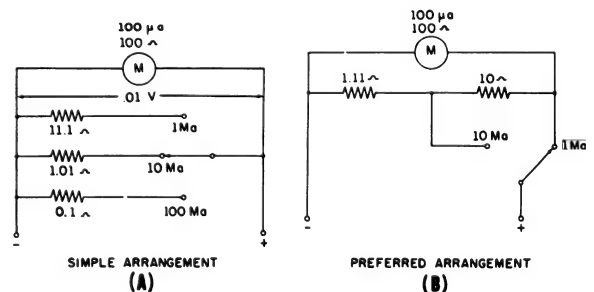 100 μa
100 ᴖ
M
.01 V
11.1 ᴖ
1Ma
1.01 ᴖ
10 Ma
0.1 ᴖ
100 Ma
-
+
SIMPLE ARRANGEMENT
(A)
100 μa
100 ᴖ
M
1.11 ᴖ
10 ᴖ
10 Ma
1Ma
-
+
PREFERRED ARRANGEMENT
(B)